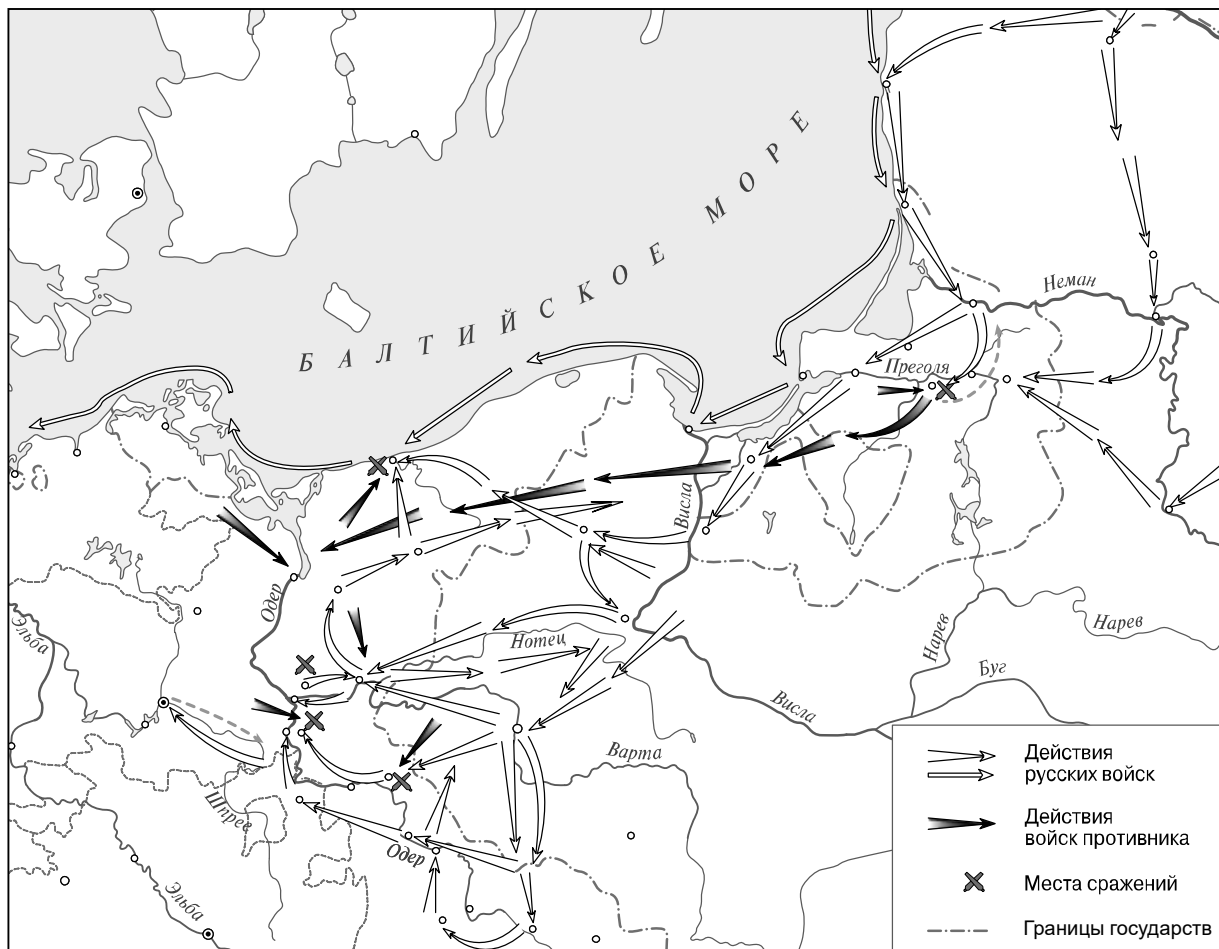 БАЛТИЙСКОЕ МОРЕ
Неман
Преголя
Висла
Одер
Эльба
Нотец
Нарев
Нарев
Буг
Висла
Варта
Шпрев
Одер
Эльба
Действия
русских войск
Действия
войск противника
Места сражений
Границы государств